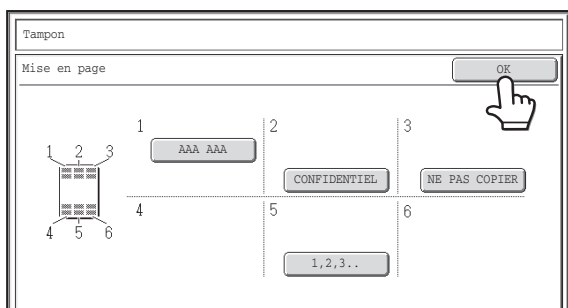 Tampon
Mise en page OK
1 2 3
AAA AAA
1 2 3 CONFIDENTIEL NE PAS COPIER
4 5 6
4 5 6
1,2,3..